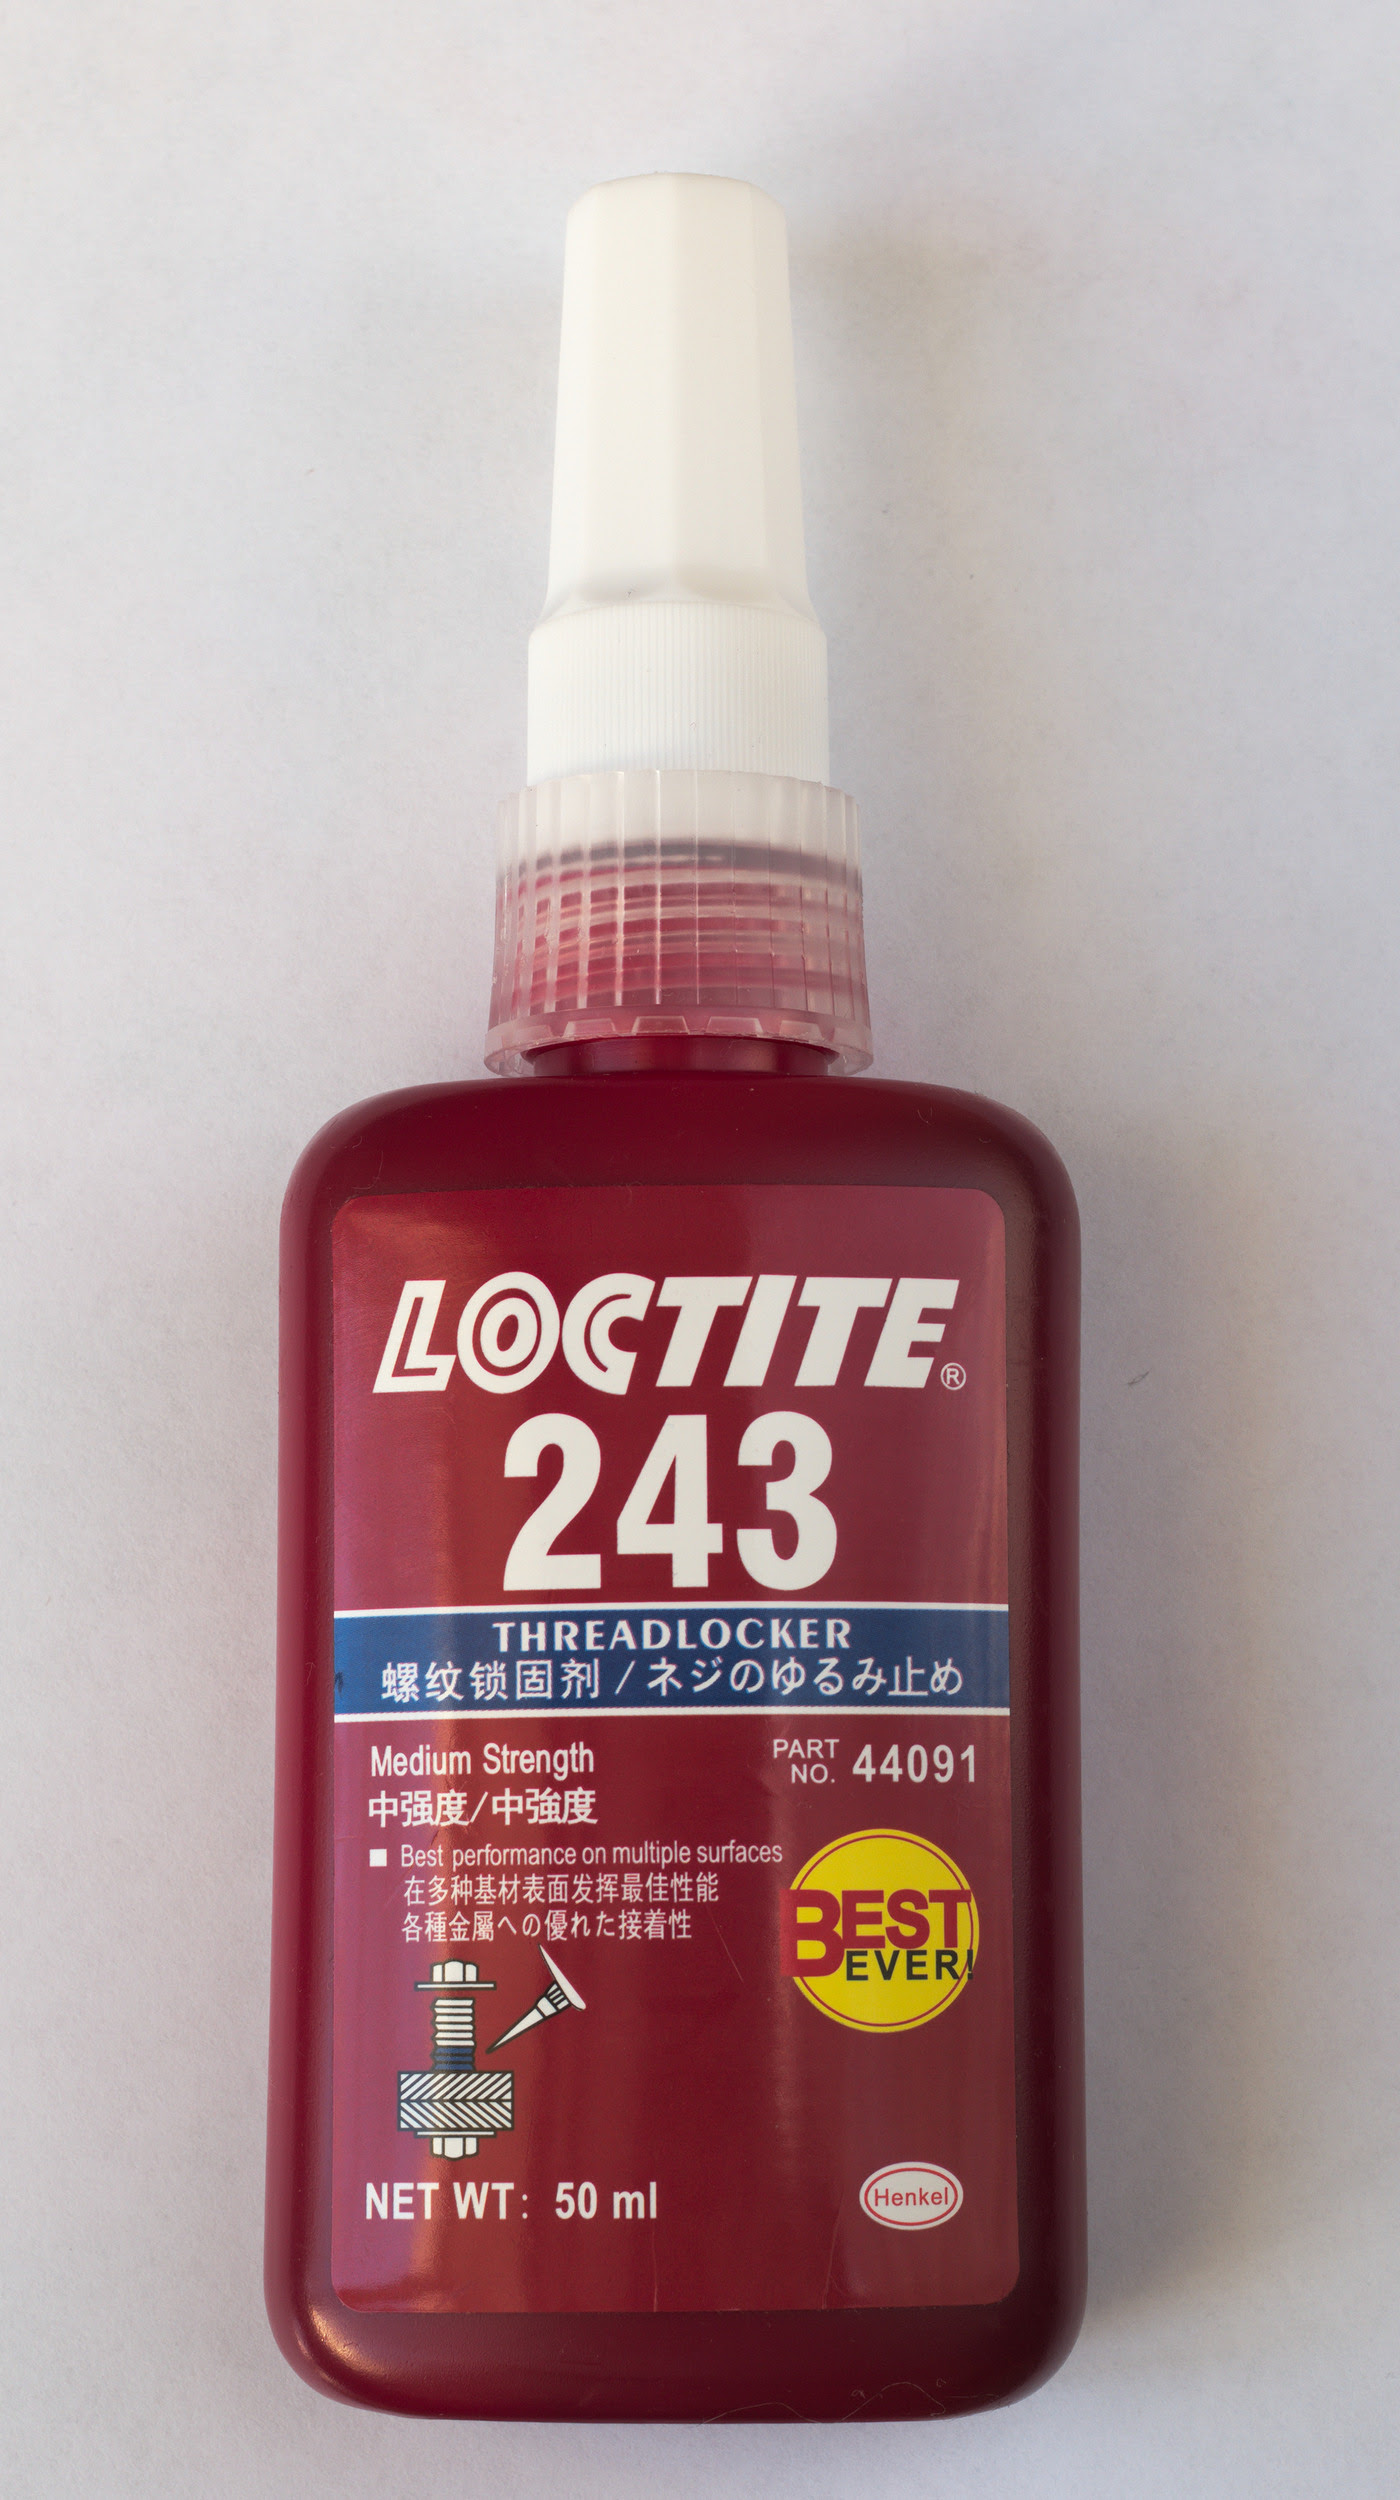 LOCTITE®
243
THREADLOCKER
螺纹锁固剂/ネジのゆるみ止め
Medium Strength
中强度/中強度
PART NO. 44091
■ Best performance on multiple surfaces
在多种基材表面发挥最佳性能
各種金屬への優れた接着性
BEST
EVER!
NET WT: 50 ml
Henkel